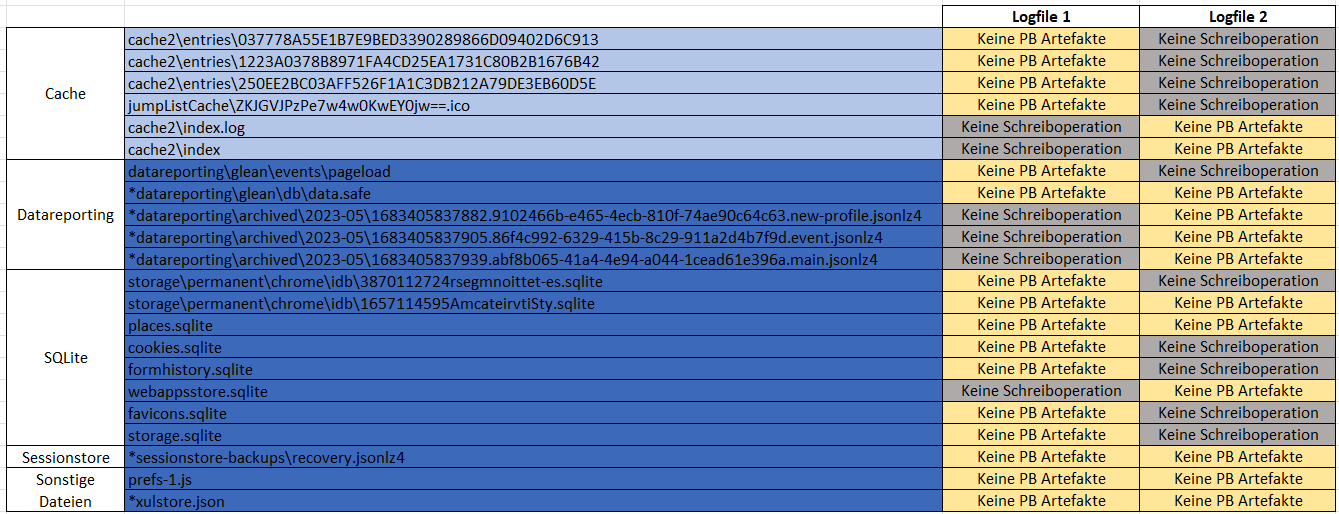 Logfile 1 Logfile 2
Cache
cache2\entries\037778A55E1B7E9BED3390289866D09402D6C913 Keine PB Artefakte Keine Schreiboperation
cache2\entries\1223A0378B8971FA4CD25EA1731C80B2B1676B42 Keine PB Artefakte Keine Schreiboperation
cache2\entries\250EE2BC03AFF526F1A1C3DB212A79DE3EB60D5E Keine PB Artefakte Keine Schreiboperation
jumpListCache\ZKJGVJPzPe7w4w0KwEY0jw==.ico Keine PB Artefakte Keine Schreiboperation
cache2\index.log Keine Schreiboperation Keine PB Artefakte
cache2\index Keine Schreiboperation Keine PB Artefakte
Datareporting
datareporting\glean\events\pageload Keine PB Artefakte Keine Schreiboperation
*datareporting\glean\db\data.safe Keine PB Artefakte Keine PB Artefakte
*datareporting\archived\2023-05\1683405837882.9102466b-e465-4ecb-810f-74ae90c64c63.new-profile.jsonlz4 Keine Schreiboperation Keine PB Artefakte
*datareporting\archived\2023-05\1683405837905.86f4c992-6329-415b-8c29-911a2d4b7f9d.event.jsonlz4 Keine Schreiboperation Keine PB Artefakte
*datareporting\archived\2023-05\1683405837939.abf8b065-41a4-4e94-a044-1cead61e396a.main.jsonlz4 Keine Schreiboperation Keine PB Artefakte
SQLite
storage\permanent\chrome\idb\3870112724rsegmnoittet-es.sqlite Keine PB Artefakte Keine Schreiboperation
storage\permanent\chrome\idb\1657114595AmcateirvtiSty.sqlite Keine PB Artefakte Keine PB Artefakte
places.sqlite Keine PB Artefakte Keine PB Artefakte
cookies.sqlite Keine PB Artefakte Keine Schreiboperation
formhistory.sqlite Keine PB Artefakte Keine Schreiboperation
webappsstore.sqlite Keine Schreiboperation Keine PB Artefakte
favicons.sqlite Keine PB Artefakte Keine Schreiboperation
storage.sqlite Keine PB Artefakte Keine Schreiboperation
Sessionstore *sessionstore-backups\recovery.jsonlz4 Keine PB Artefakte Keine PB Artefakte
Sonstige prefs-1.js Keine PB Artefakte Keine PB Artefakte
Dateien *xulstore.json Keine PB Artefakte Keine PB Artefakte